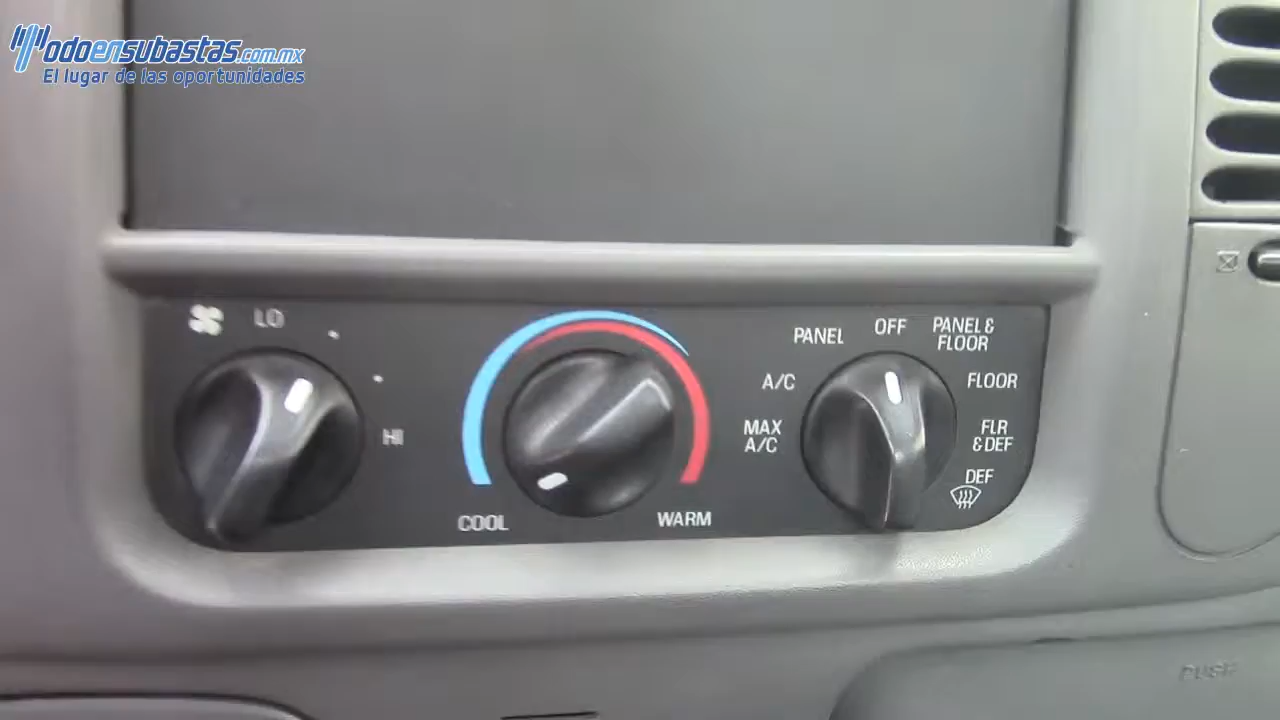 Todoensubastas.com.mx
El lugar de las oportunidades
LO
HI
COOL
WARM
PANEL
OFF
PANEL &
FLOOR
A/C
FLOOR
MAX
A/C
FLR
& DEF
DEF
PUSH